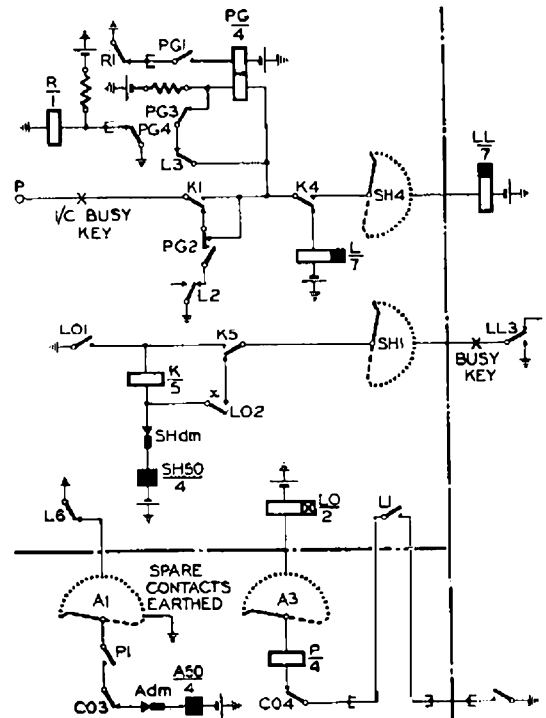 PG
4
R1
PG1
R
1
PG3
PG4
L3
LL
7
P
K1
K4
SH4
I/C BUSY
KEY
PG2
L
7
L2
LO1
K5
SH1
LL3
BUSY
KEY
K
5
x
LO2
SHdm
SH50
4
LO
2
L6
L1
SPARE
CONTACTS
EARTHED
A1
A3
P1
A50
4
P
4
Adm
CO3
CO4